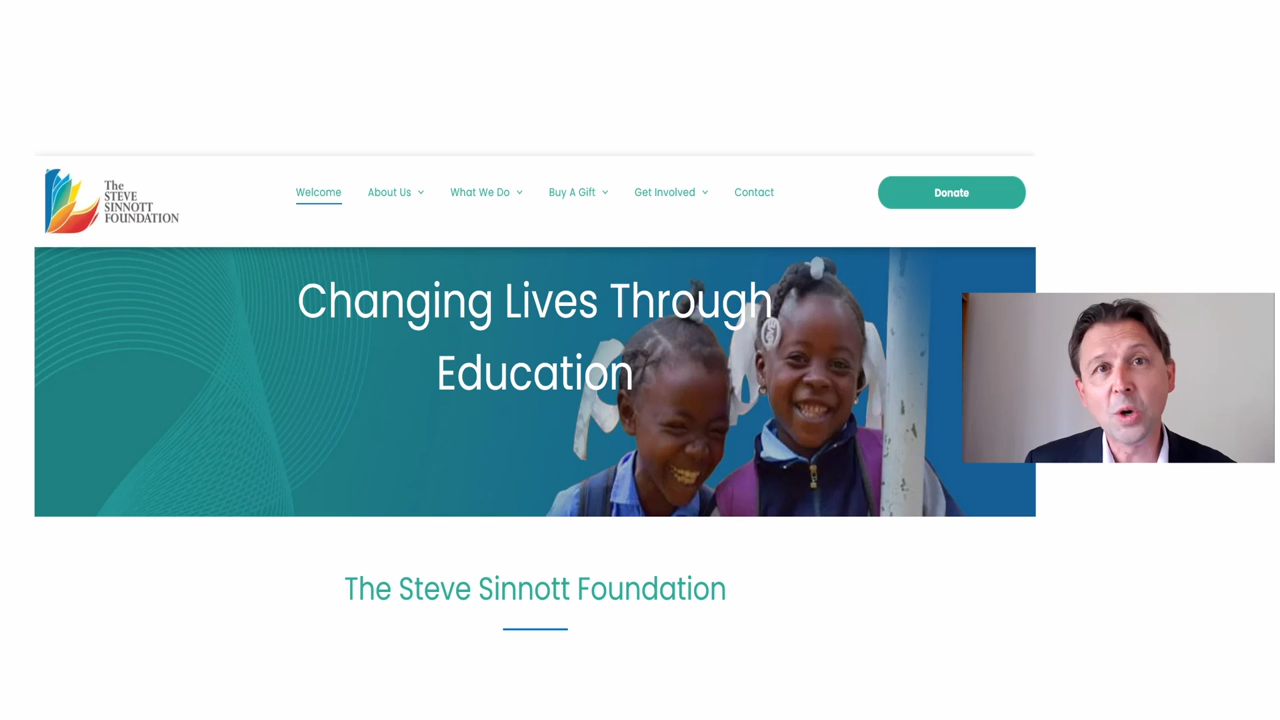 The
STEVE
SINNOTT
FOUNDATION
Welcome
About Us
What We Do
Buy A Gift
Get Involved
Contact
Donate
Changing Lives Through
Education
The Steve Sinnott Foundation